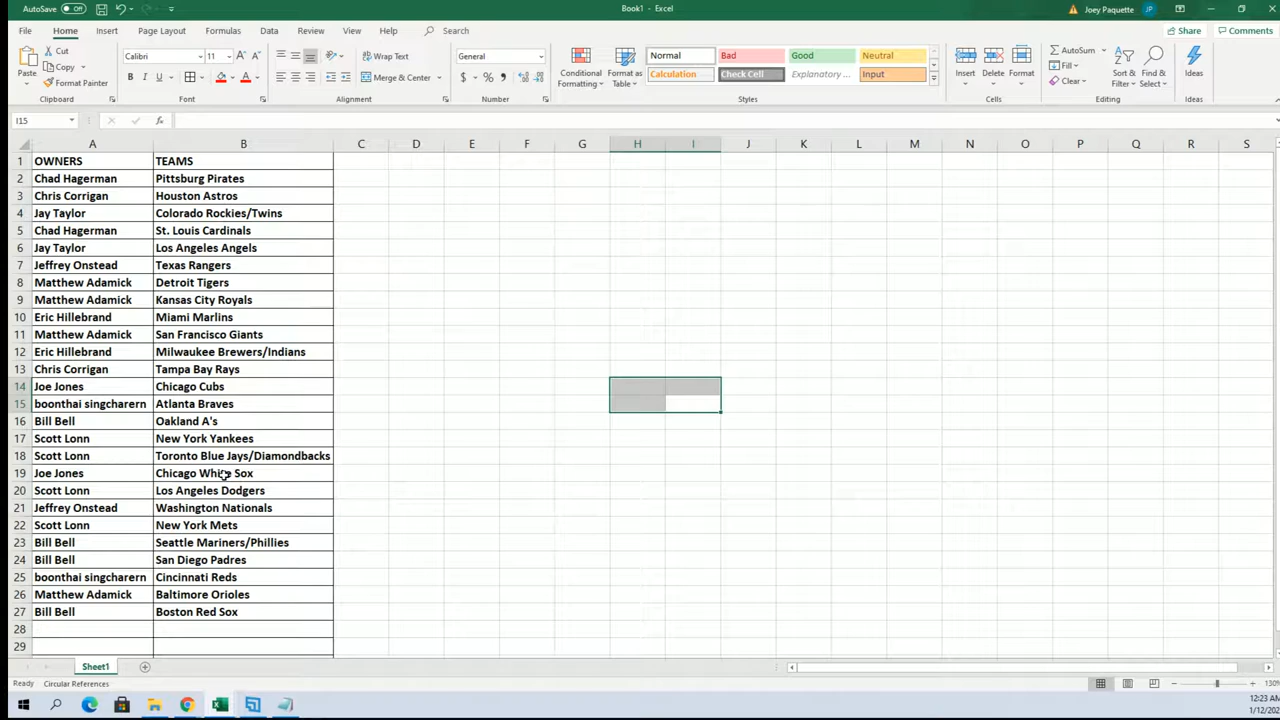 AutoSave Off Book1 - Excel Joey Paquette JP
File Home Insert Page Layout Formulas Data Review View Help Search Share Comments
Cut Calibri 11 Wrap Text General Normal Bad Good Neutral AutoSum
Copy Fill
Paste Format Painter Merge & Center Conditional Formatting Format as Table Calculation Check Cell Explanatory ... Input Insert Delete Format Clear Sort & Filter Find & Select Ideas
Clipboard Font Alignment Number Styles Cells Editing Ideas
I15 fx
A B C D E F G H I J K L M N O P Q R S
1 OWNERS TEAMS
2 Chad Hagerman Pittsburg Pirates
3 Chris Corrigan Houston Astros
4 Jay Taylor Colorado Rockies/Twins
5 Chad Hagerman St. Louis Cardinals
6 Jay Taylor Los Angeles Angels
7 Jeffrey Onstead Texas Rangers
8 Matthew Adamick Detroit Tigers
9 Matthew Adamick Kansas City Royals
10 Eric Hillebrand Miami Marlins
11 Matthew Adamick San Francisco Giants
12 Eric Hillebrand Milwaukee Brewers/Indians
13 Chris Corrigan Tampa Bay Rays
14 Joe Jones Chicago Cubs
15 boonthai singcharern Atlanta Braves
16 Bill Bell Oakland A's
17 Scott Lonn New York Yankees
18 Scott Lonn Toronto Blue Jays/Diamondbacks
19 Joe Jones Chicago White Sox
20 Scott Lonn Los Angeles Dodgers
21 Jeffrey Onstead Washington Nationals
22 Scott Lonn New York Mets
23 Bill Bell Seattle Mariners/Phillies
24 Bill Bell San Diego Padres
25 boonthai singcharern Cincinnati Reds
26 Matthew Adamick Baltimore Orioles
27 Bill Bell Boston Red Sox
28
29
Sheet1
Ready Circular References 130%
12:23 AM
1/12/202